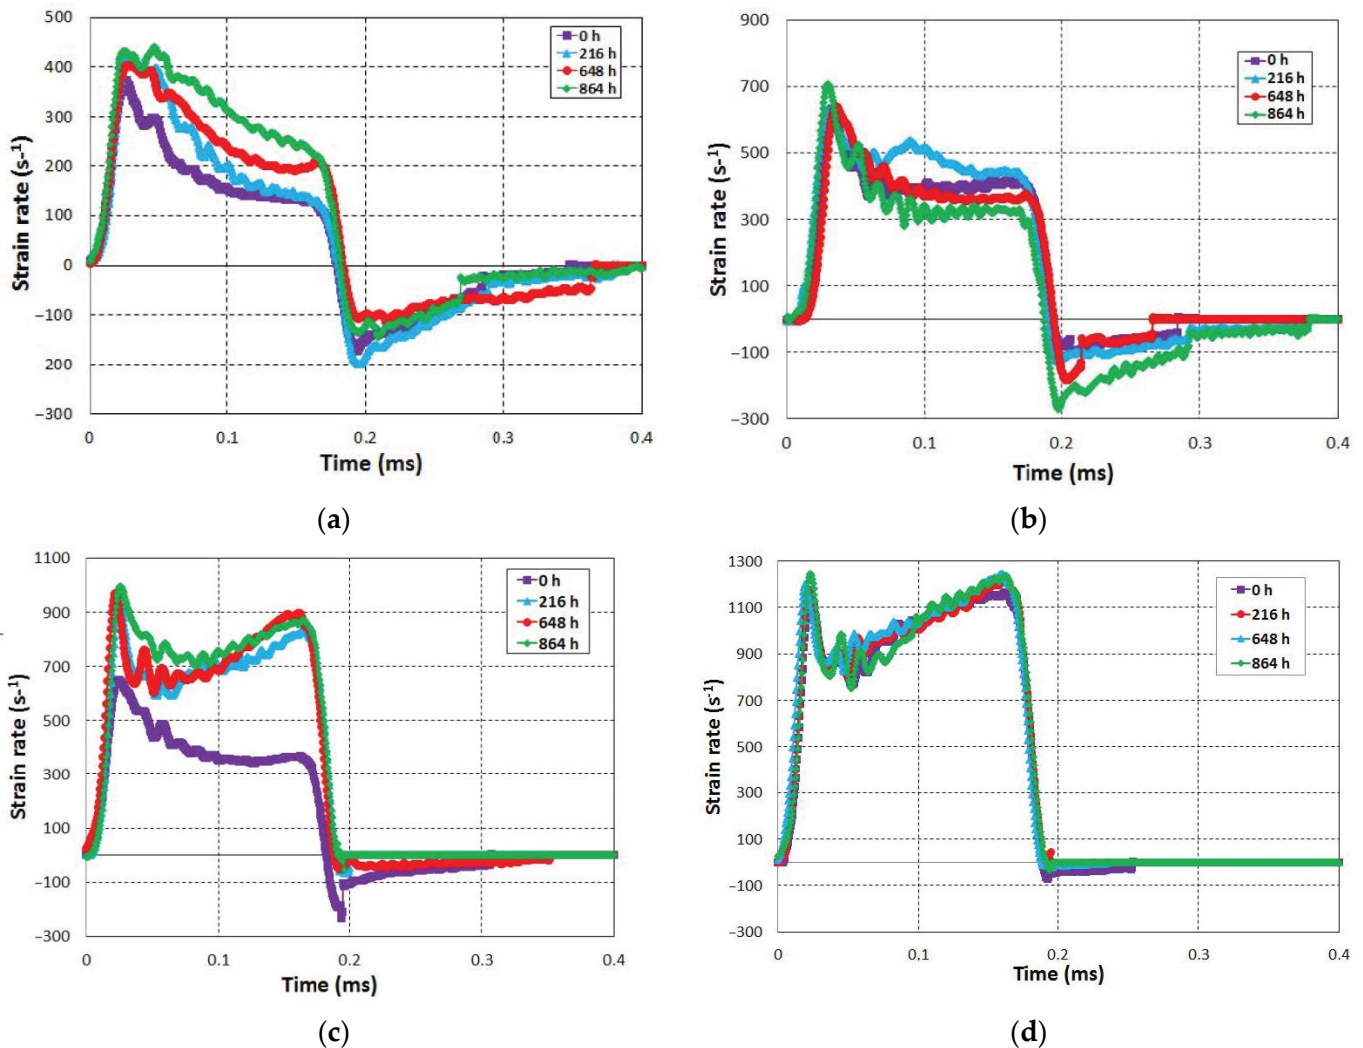 500
400
300
200
100
0
−100
−200
−300
Strain rate (s-1)
0 h
216 h
648 h
864 h
0
0.1
0.2
0.3
0.4
Time (ms)
(a)
900
700
500
300
100
−100
−300
Strain rate (s-1)
0 h
216 h
648 h
864 h
0
0.1
0.2
0.3
0.4
Time (ms)
(b)
1100
900
700
500
300
100
−100
−300
Strain rate (s-1)
0 h
216 h
648 h
864 h
0
0.1
0.2
0.3
0.4
Time (ms)
(c)
1300
1100
900
700
500
300
100
−100
−300
Strain rate (s-1)
0 h
216 h
648 h
864 h
0
0.1
0.2
0.3
0.4
Time (ms)
(d)